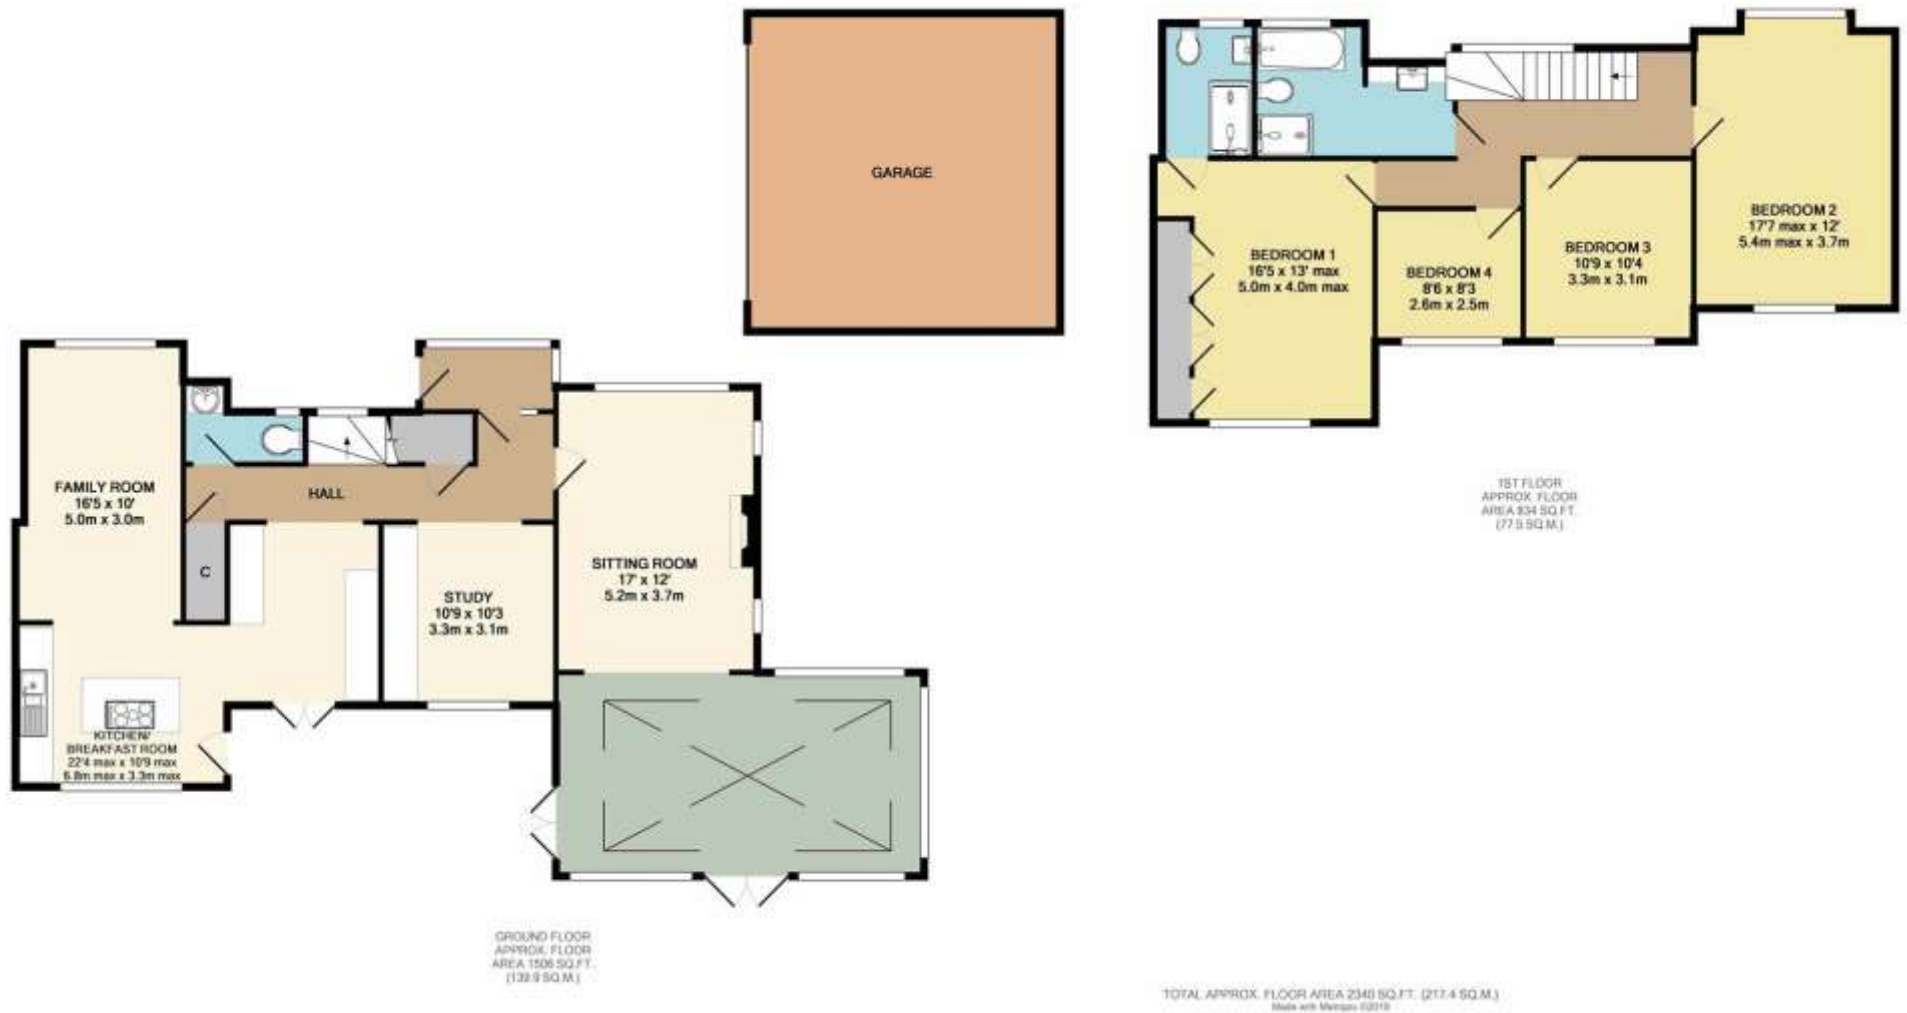 GARAGE
FAMILY ROOM
16'5 x 10'
5.0m x 3.0m
HALL
C
STUDY
10'9 x 10'3
3.3m x 3.1m
SITTING ROOM
17' x 12'
5.2m x 3.7m
KITCHEN/
BREAKFAST ROOM
22'4 max x 10'9 max
6.8m max x 3.3m max
GROUND FLOOR
APPROX. FLOOR
AREA 1506 SQ.FT.
(139.9 SQ.M.)
BEDROOM 1
16'5 x 13' max
5.0m x 4.0m max
BEDROOM 4
8'6 x 8'3
2.6m x 2.5m
BEDROOM 3
10'9 x 10'4
3.3m x 3.1m
BEDROOM 2
17'7 max x 12'
5.4m max x 3.7m
1ST FLOOR
APPROX. FLOOR
AREA 834 SQ.FT.
(77.5 SQ.M.)
TOTAL APPROX. FLOOR AREA 2340 SQ.FT. (217.4 SQ.M.)
Made with Metropix ©2019